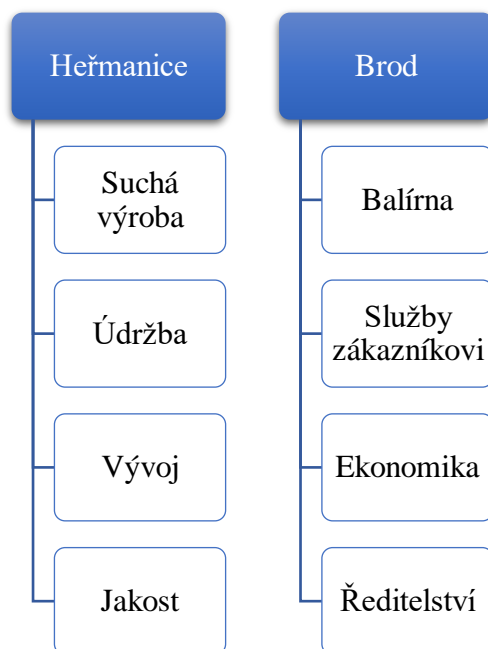 Heřmanice
Suchá
výroba
Údržba
Vývoj
Jakost
Brod
Balírna
Služby
zákazníkovi
Ekonomika
Ředitelství